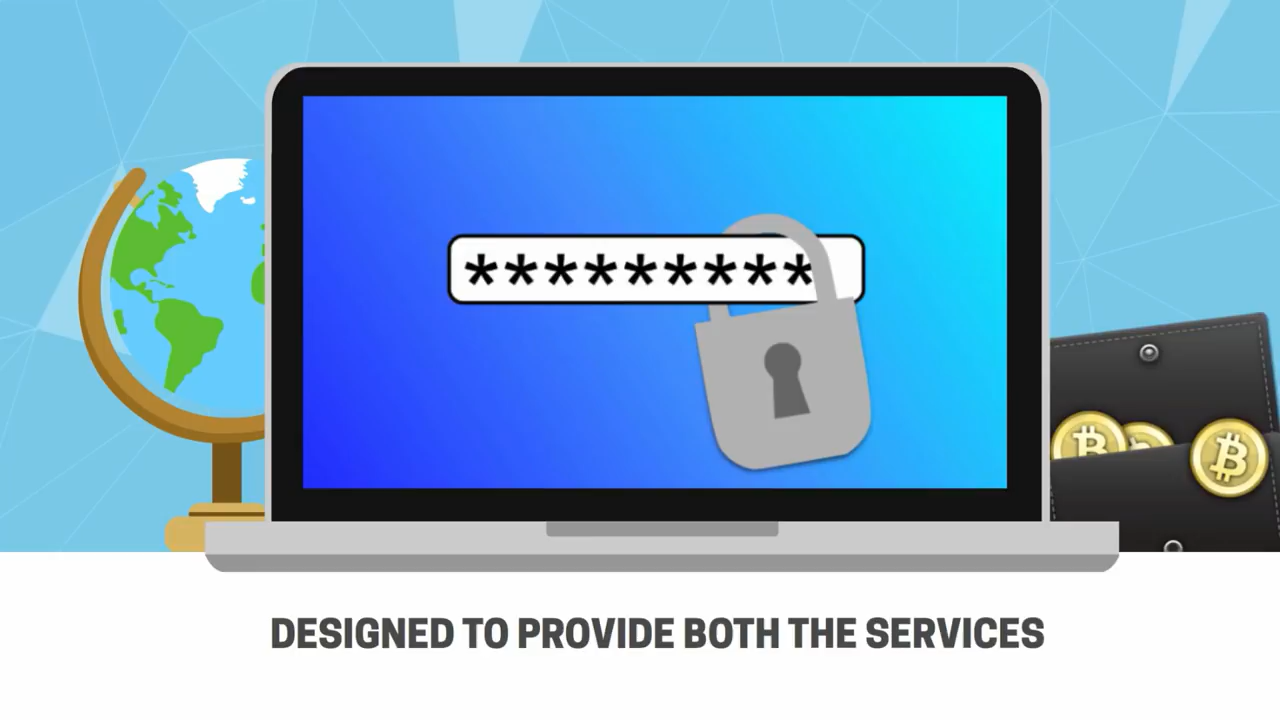 *********
DESIGNED TO PROVIDE BOTH THE SERVICES